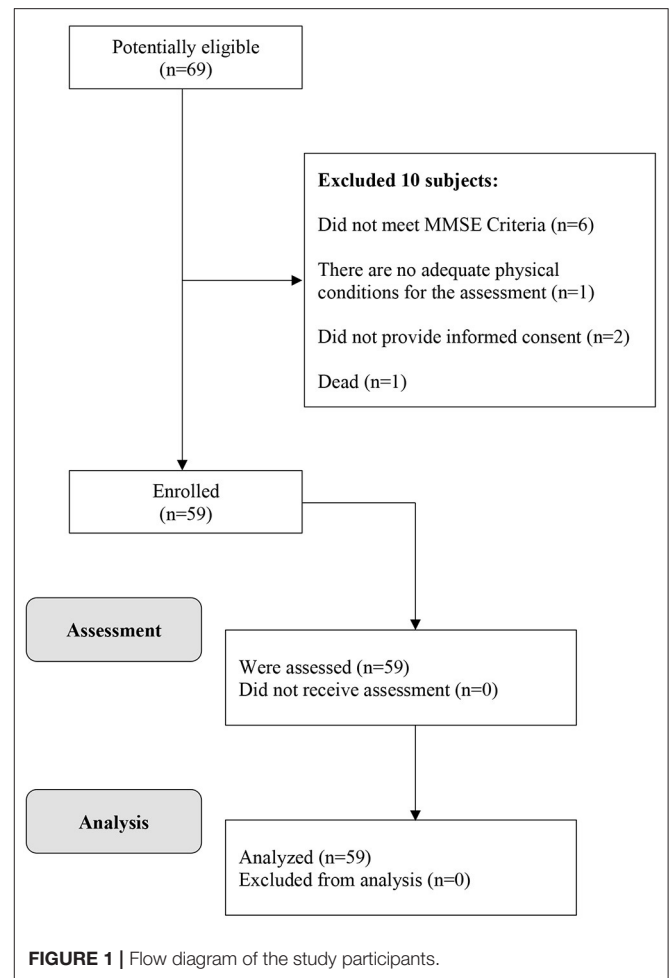 Potentially eligible
(n=69)
Excluded 10 subjects:
Did not meet MMSE Criteria (n=6)
There are no adequate physical
conditions for the assessment (n=1)
Did not provide informed consent (n=2)
Dead (n=1)
Enrolled
(n=59)
Assessment
Were assessed (n=59)
Did not receive assessment (n=0)
Analysis
Analyzed (n=59)
Excluded from analysis (n=0)
FIGURE 1 | Flow diagram of the study participants.